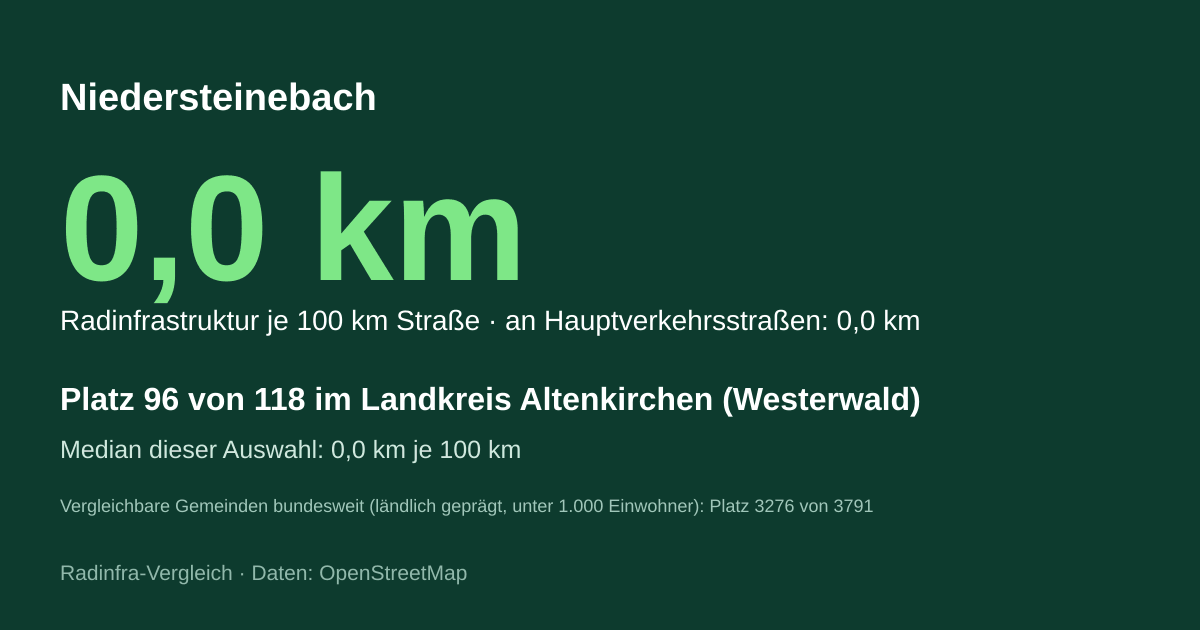 Niedersteinebach
0,0 km
Radinfrastruktur je 100 km Straße · an Hauptverkehrsstraßen: 0,0 km
Platz 96 von 118 im Landkreis Altenkirchen (Westerwald)
Median dieser Auswahl: 0,0 km je 100 km
Vergleichbare Gemeinden bundesweit (ländlich geprägt, unter 1.000 Einwohner): Platz 3276 von 3791
Radinfra-Vergleich · Daten: OpenStreetMap